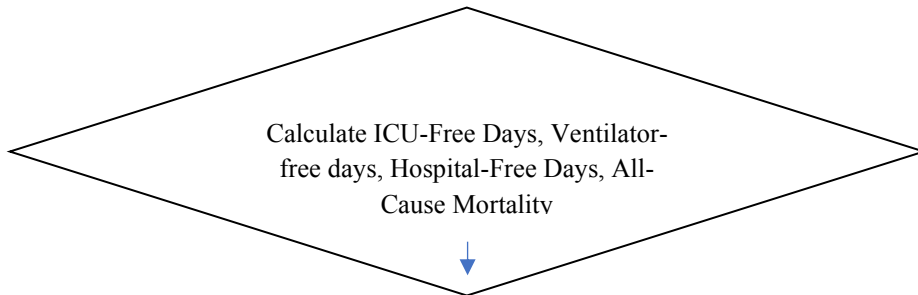 Calculate ICU-Free Days, Ventilator-
free days, Hospital-Free Days, All-
Cause Mortality